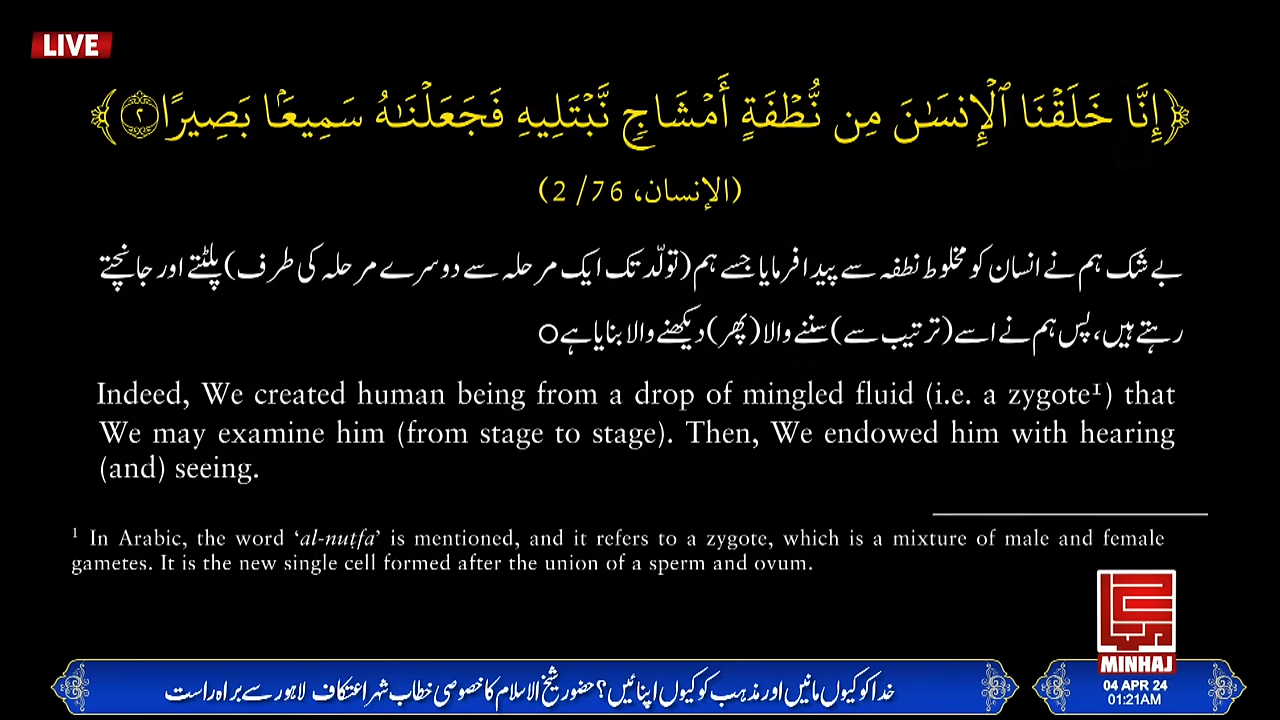 LIVE
﴿إِنَّا خَلَقْنَا ٱلْإِنسَـٰنَ مِن نُّطْفَةٍ أَمْشَاجٍ نَّبْتَلِيهِ فَجَعَلْنَـٰهُ سَمِيعًۢا بَصِيرًا ٢﴾
(الإنسان، 76/ 2)
بے شک ہم نے انسان کو مخلوط نطفہ سے پیدا فرمایا جسے ہم (تولّد تک ایک مرحلہ سے دوسرے مرحلہ کی طرف) پلٹتے اور جانچتے
رہتے ہیں، پس ہم نے اسے (ترتیب سے) سننے والا (پھر) دیکھنے والا بنایا ہے○
Indeed, We created human being from a drop of mingled fluid (i.e. a zygote¹) that
We may examine him (from stage to stage). Then, We endowed him with hearing
(and) seeing.
¹ In Arabic, the word ‘al-nuṭfa’ is mentioned, and it refers to a zygote, which is a mixture of male and female
gametes. It is the new single cell formed after the union of a sperm and ovum.
MINHAJ
خدا کو کیوں مانیں اور مذہب کو کیوں اپنائیں؟ حضور شیخ الاسلام کا خصوصی خطاب شہر اعتکاف لاہور سے براہ راست
04 APR 24
01:21AM